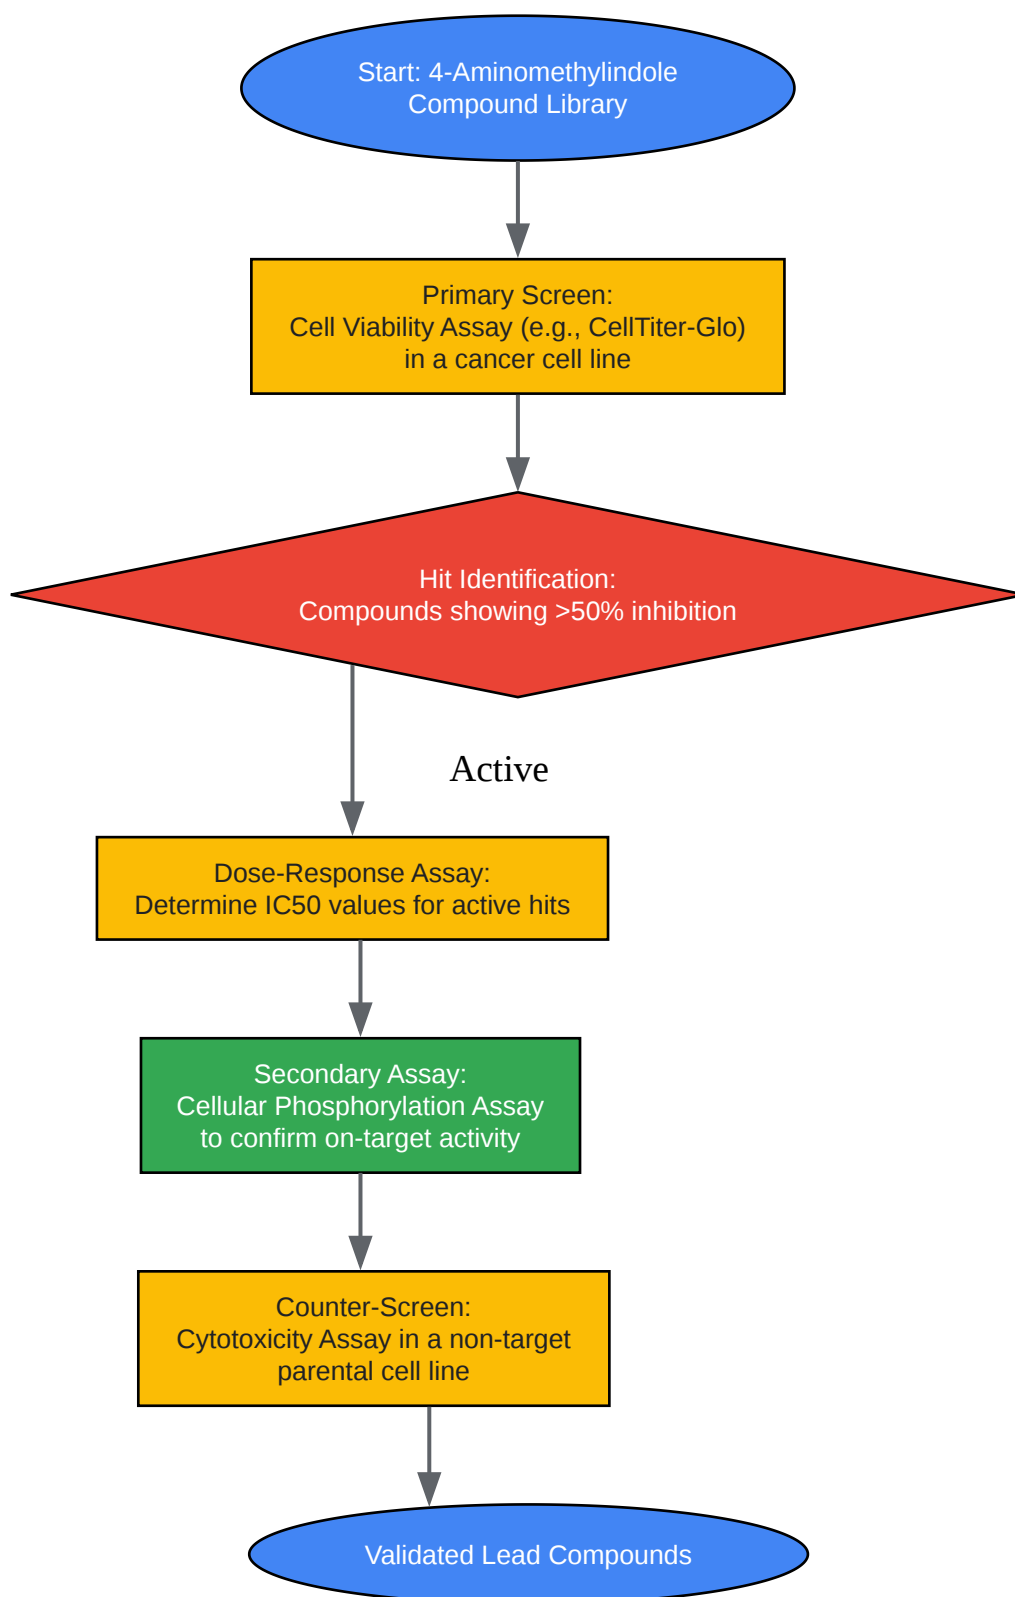 Start: 4-Aminomethylindole
Compound Library
Primary Screen:
Cell Viability Assay (e.g., CellTiter-Glo)
in a cancer cell line
Hit Identification:
Compounds showing >50% inhibition
Active
Dose-Response Assay:
Determine IC50 values for active hits
Secondary Assay:
Cellular Phosphorylation Assay
to confirm on-target activity
Counter-Screen:
Cytotoxicity Assay in a non-target
parental cell line
Validated Lead Compounds